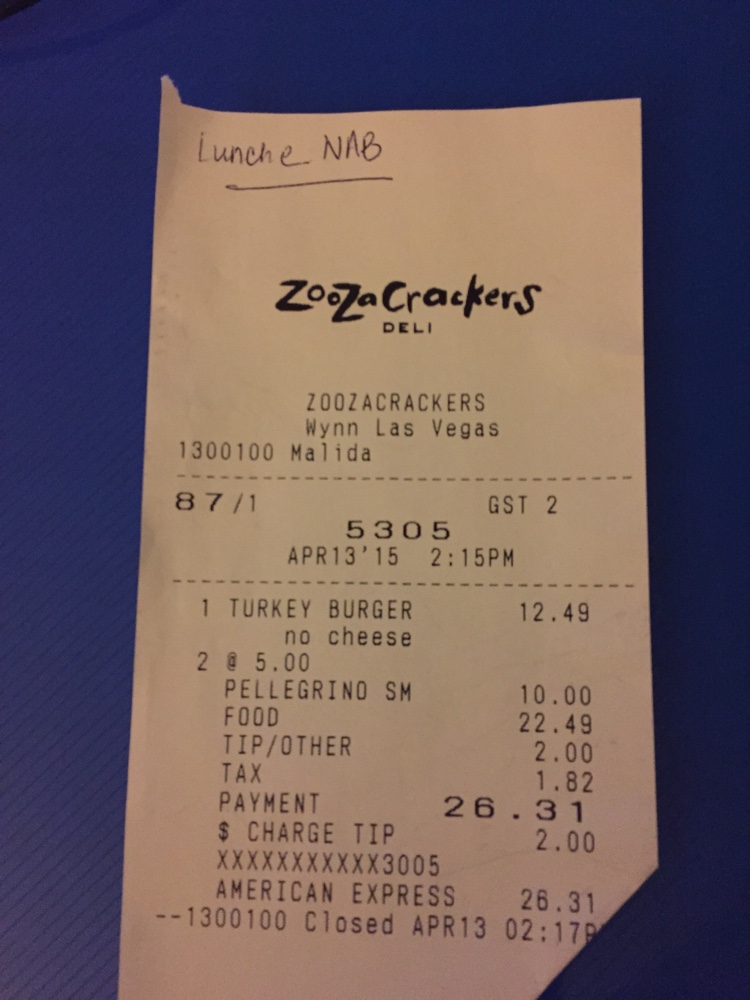 Lunche NAB
ZoozaCrackers
DELI
ZOOZACRACKERS
Wynn Las Vegas
1300100 Malida
87/1 GST 2
5305
APR13'15 2:15PM
1 TURKEY BURGER 12.49
no cheese
2 @ 5.00
PELLEGRINO SM 10.00
FOOD 22.49
TIP/OTHER 2.00
TAX 1.82
PAYMENT 26.31
$ CHARGE TIP 2.00
XXXXXXXXXXX3005
AMERICAN EXPRESS 26.31
--1300100 Closed APR13 02:17P